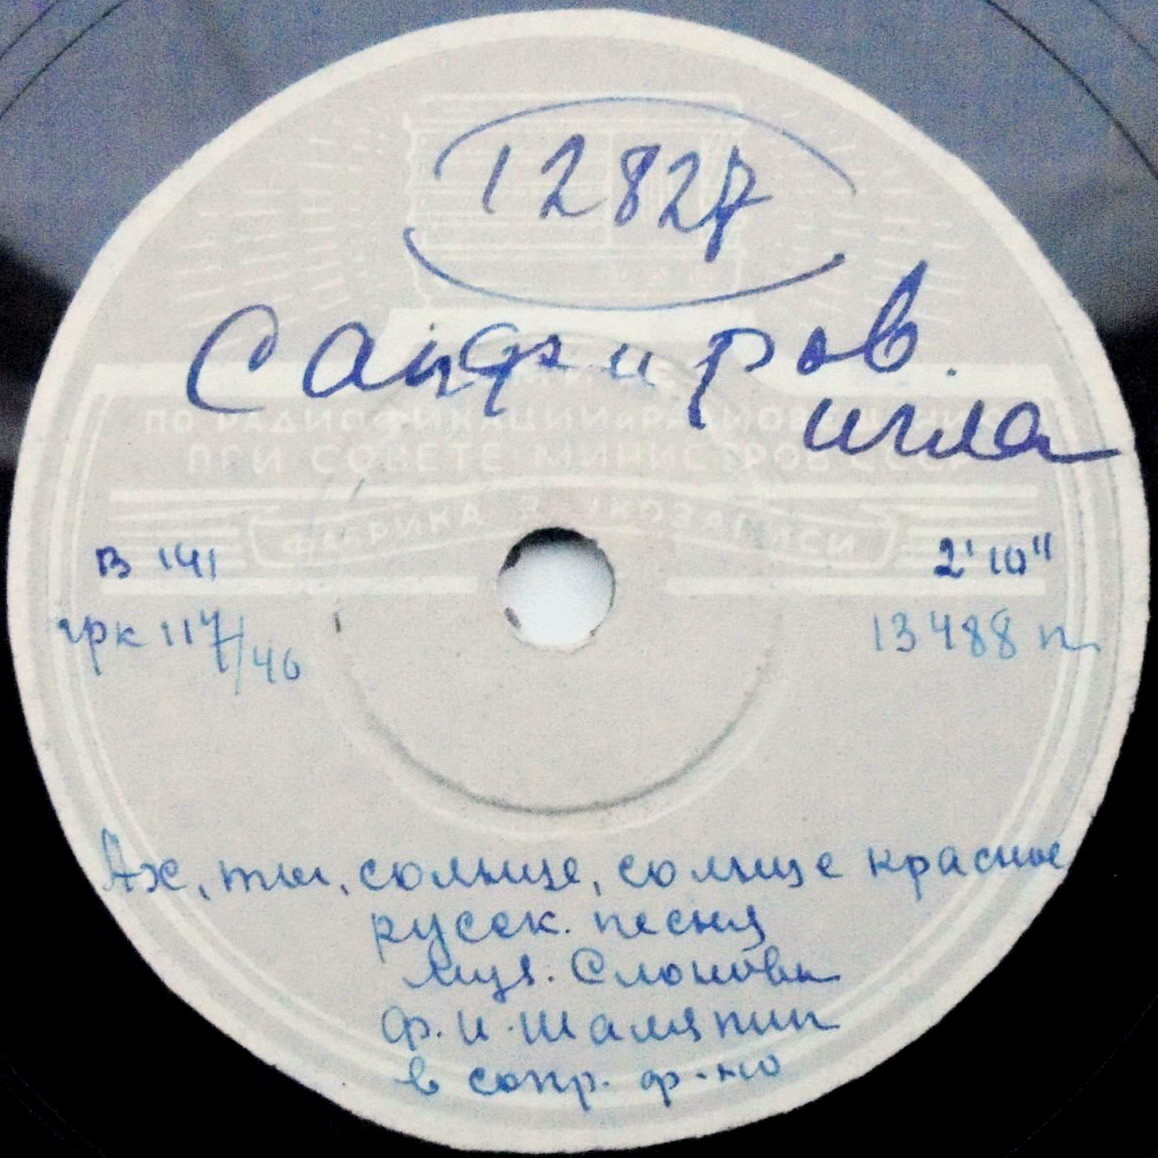 12827
Сапфиров.
игла
ПО РАДИОФИКАЦИИ и РАДИОВЕЩАНИЮ
ПРИ СОВЕТЕ МИНИСТРОВ СССР
ФАБРИКА ЗВУКОЗАПИСИ
В 141 2'10"
грк 117/46 13488 п
Ах, ты, солнце, солнце красное
русск. песня
Муз. Слонова
Ф. И. Шаляпин
в сопр. ф-но